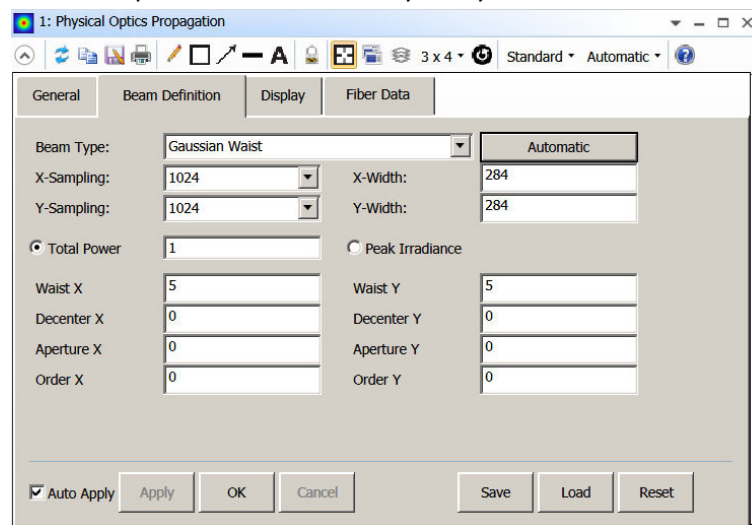 1: Physical Optics Propagation
A 3 x 4 Standard Automatic
General Beam Definition Display Fiber Data
Beam Type: Gaussian Waist Automatic
X-Sampling: 1024 X-Width: 284
Y-Sampling: 1024 Y-Width: 284
Total Power 1 Peak Irradiance
Waist X 5 Waist Y 5
Decenter X 0 Decenter Y 0
Aperture X 0 Aperture Y 0
Order X 0 Order Y 0
Auto Apply Apply OK Cancel Save Load Reset